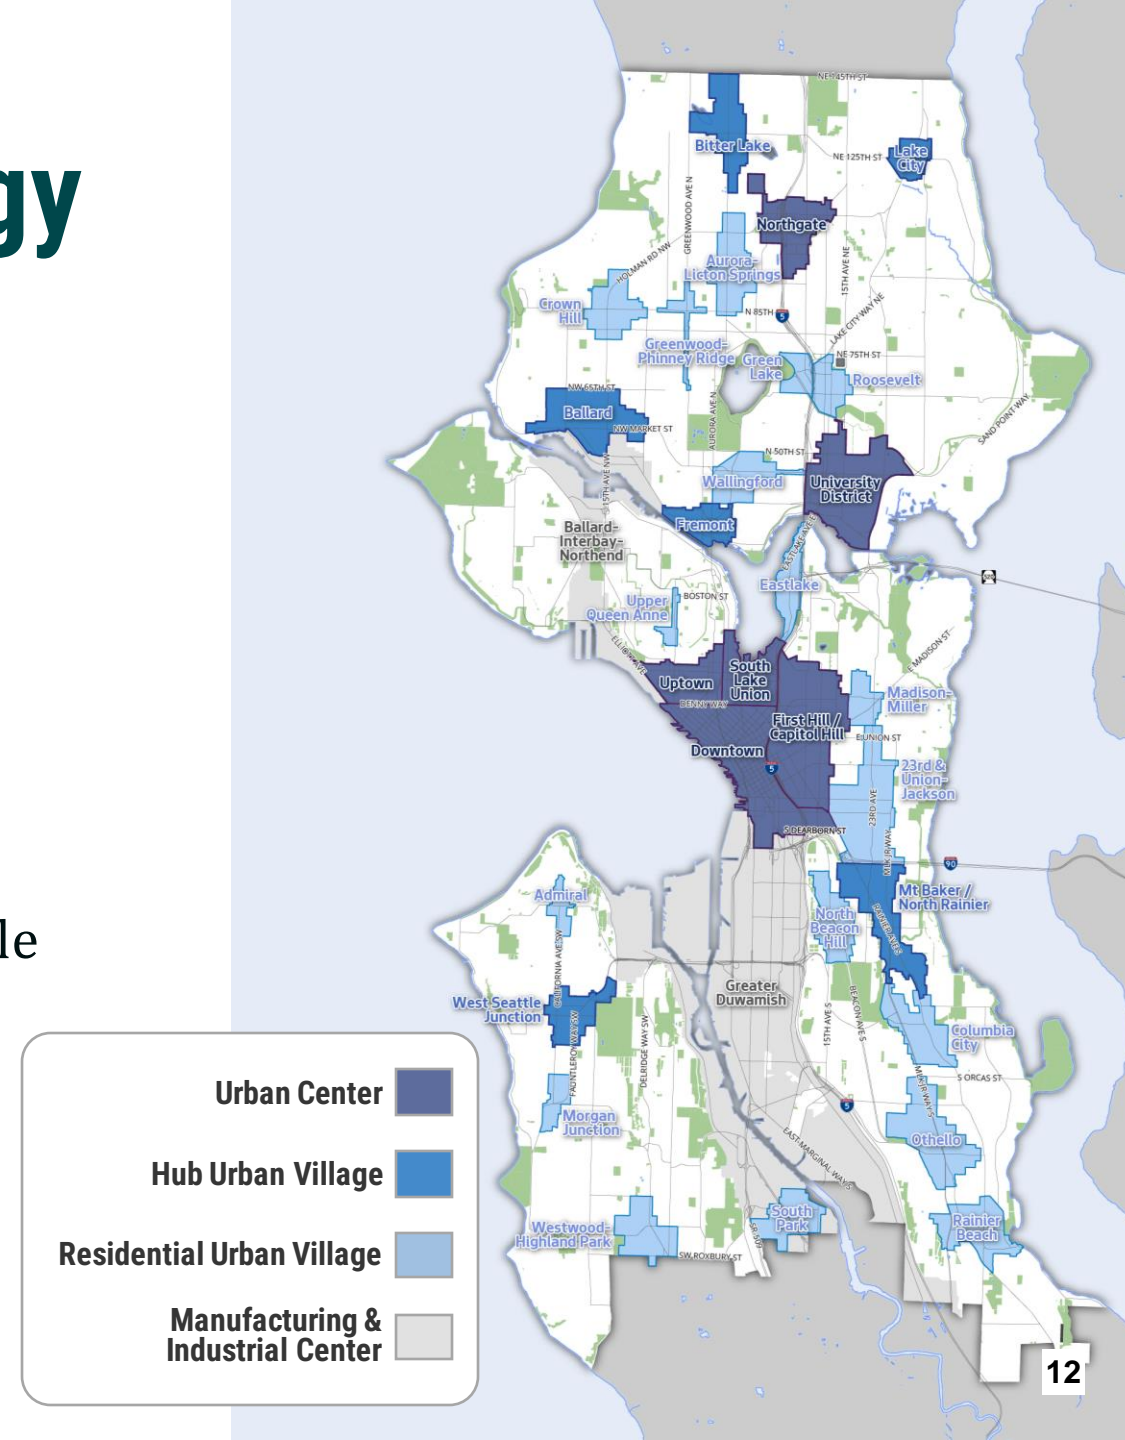 gy
le
NE 145TH ST
Bitter Lake
NE 125TH ST
Lake
City
GREENWOOD AVE N
Northgate
HOLMAN RD NW
Aurora-
Licton Springs
15TH AVE NE
Crown
Hill
N 85TH
5
LAKE CITY WAY NE
Greenwood-
Phinney Ridge
Green
Lake
NE 75TH ST
Roosevelt
NW 65TH ST
Ballard
NW MARKET ST
AURORA AVE N
SAND POINT WAY
N 50TH ST
15TH AVE NW
Wallingford
University
District
Fremont
Ballard-
Interbay-
Northend
EASTLAKE AVE E
520
Eastlake
Upper
Queen Anne
BOSTON ST
ELLIOTT AVE
E MADISON ST
Uptown
South
Lake
Union
DENNY WAY
Madison-
Miller
First Hill /
Capitol Hill
E UNION ST
Downtown
5
23rd &
Union-
Jackson
23RD AVE
S DEARBORN ST
MLK JR WAY
90
Admiral
Mt Baker /
North Rainier
North
Beacon
Hill
RAINIER AVE S
CALIFORNIA AVE SW
Greater
Duwamish
West Seattle
Junction
FAUNTLEROY WAY SW
DELRIDGE WAY SW
15TH AVE S
BEACON AVE S
Columbia
City
MLK JR WAY S
S ORCAS ST
5
Morgan
Junction
EAST MARGINAL WAY S
Othello
South
Park
Rainier
Beach
Westwood-
Highland Park
SR 509
SW ROXBURY ST
Urban Center
Hub Urban Village
Residential Urban Village
Manufacturing &
Industrial Center
12